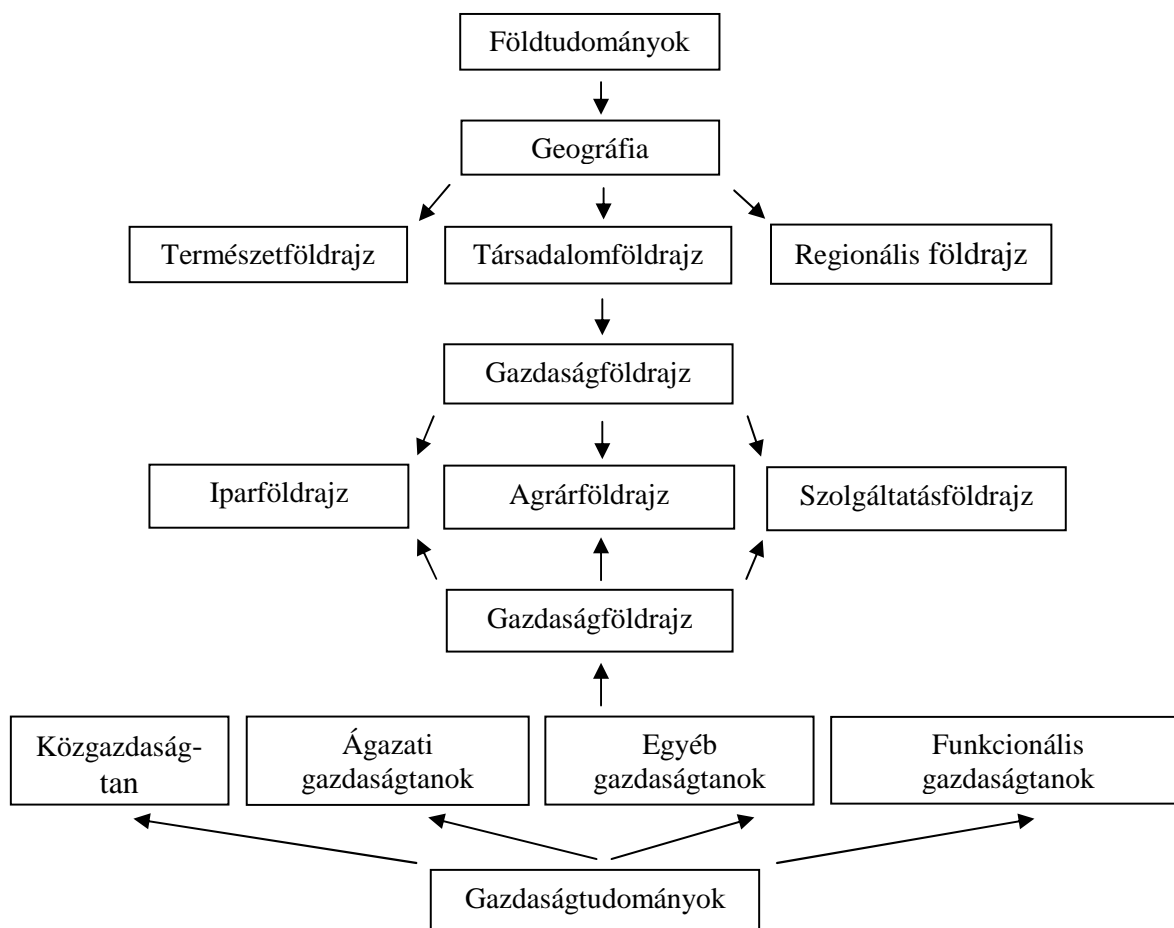 Földtudományok
Geográfia
Természetföldrajz
Társadalomföldrajz
Regionális földrajz
Gazdaságföldrajz
Iparföldrajz
Agrárföldrajz
Szolgáltatásföldrajz
Gazdaságföldrajz
Közgazdaság-
tan
Ágazati
gazdaságtanok
Egyéb
gazdaságtanok
Funkcionális
gazdaságtanok
Gazdaságtudományok